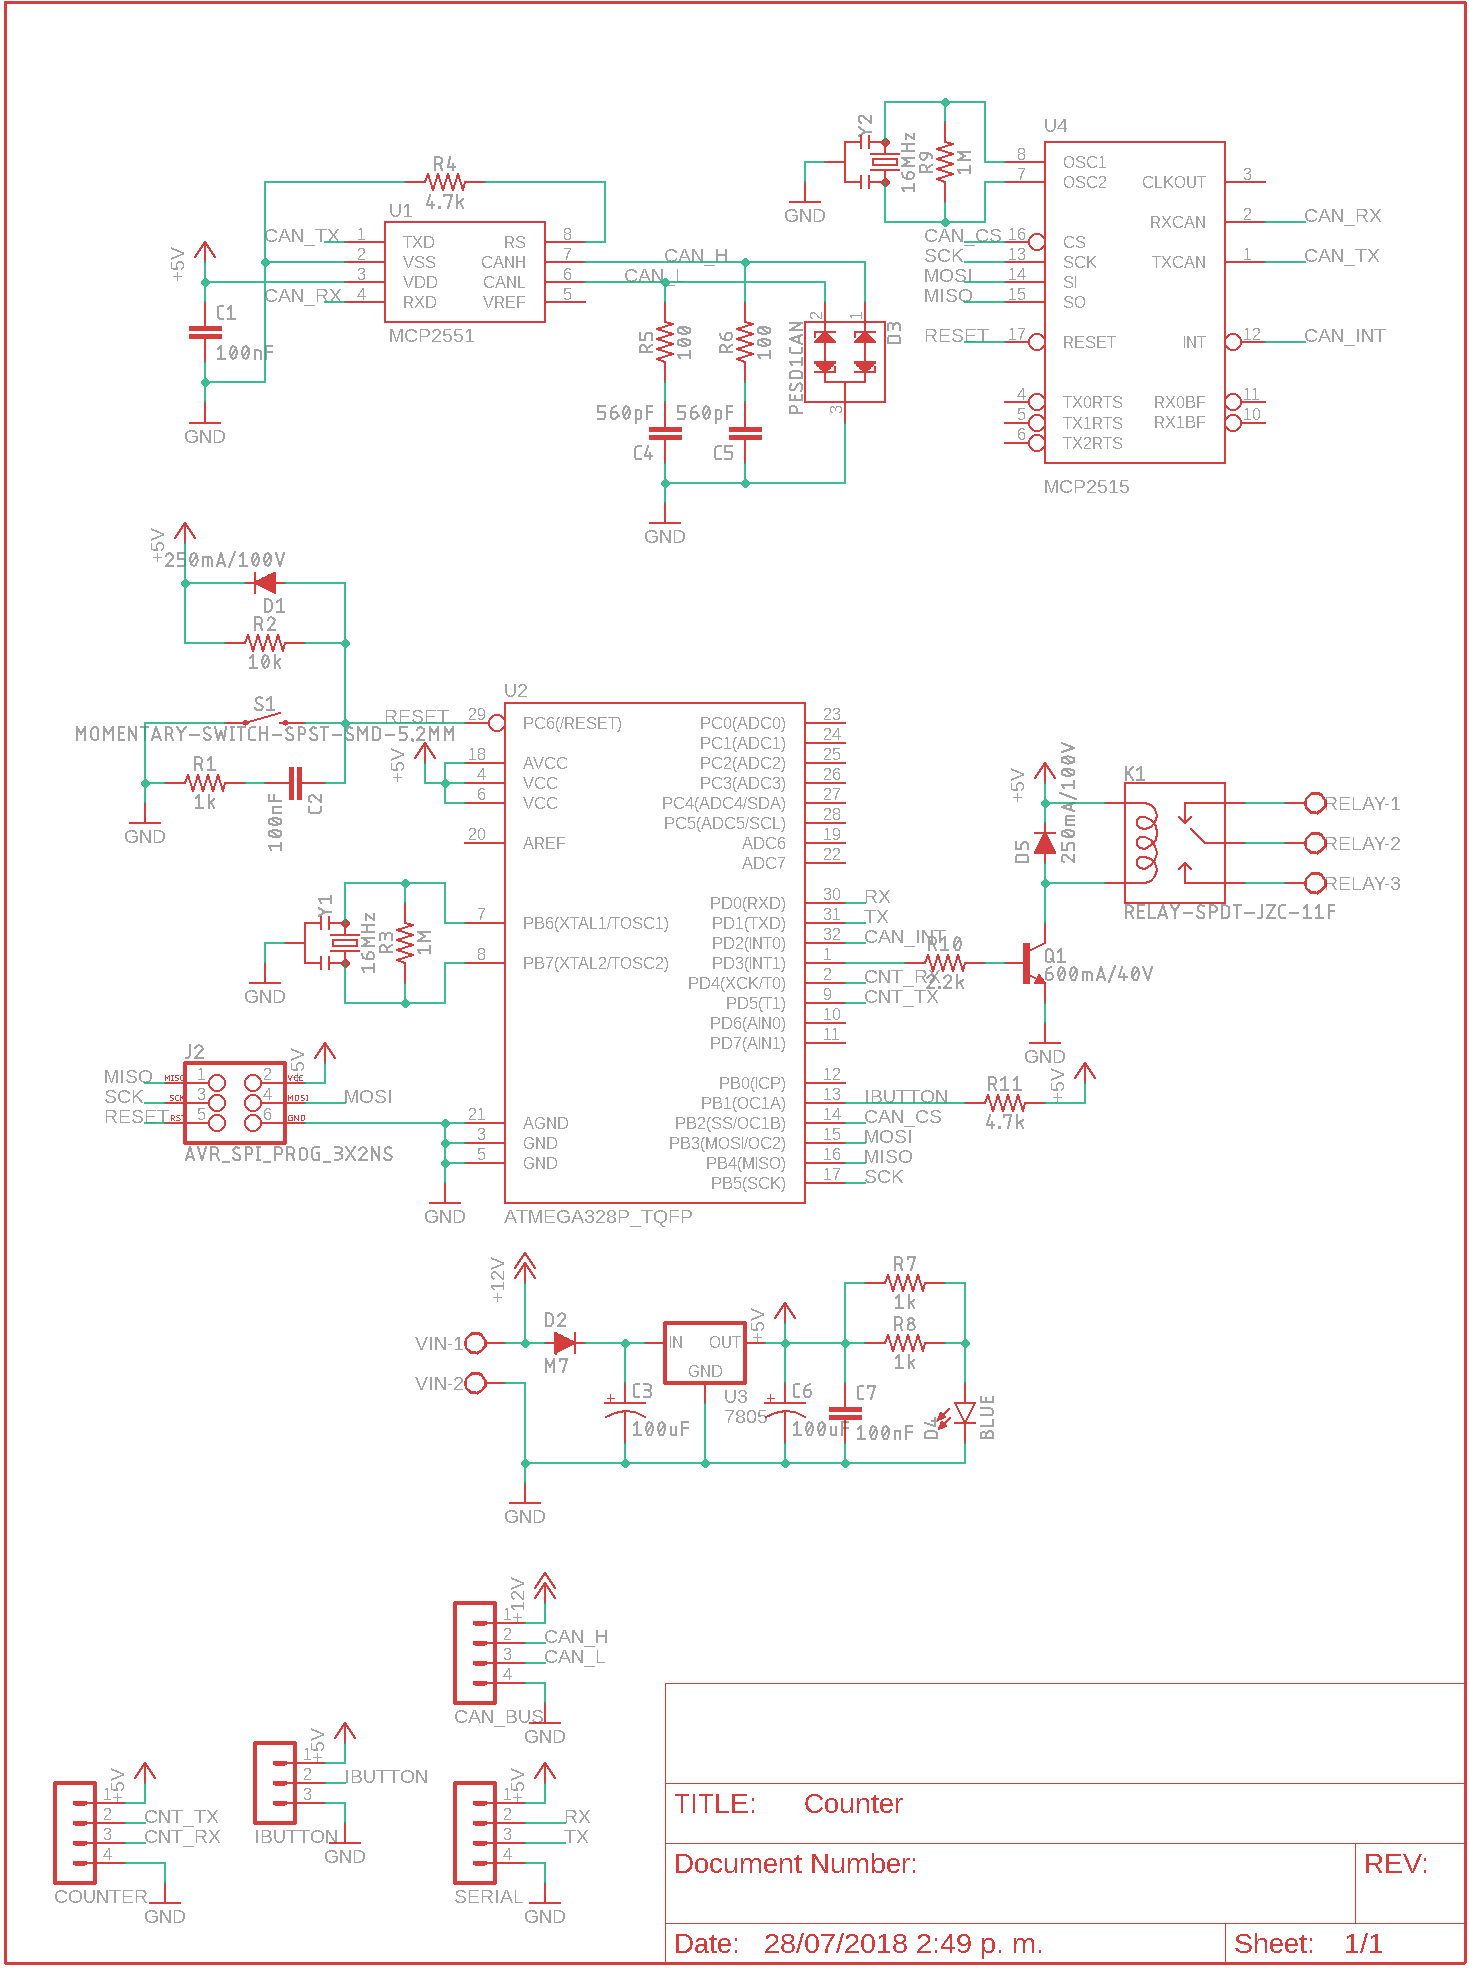 Y2
16MHz
R9
1M
GND
U4
8 OSC1
7 OSC2
CLKOUT 3
RXCAN 2 CAN_RX
CAN_CS 16 CS
SCK 13 SCK
TXCAN 1 CAN_TX
MOSI 14 SI
MISO 15 SO
RESET 17 RESET
INT 12 CAN_INT
4 TX0RTS
RX0BF 11
5 TX1RTS
RX1BF 10
6 TX2RTS
MCP2515
R4
4.7k
U1
+5V
CAN_TX 1 TXD
RS 8
2 VSS
CANH 7 CAN_H
3 VDD
CANL 6 CAN_L
CAN_RX 4 RXD
VREF 5
MCP2551
C1
100nF
GND
R5
100
R6
100
PESD1CAN
2
1
3
D3
560pF
560pF
C4
C5
GND
+5V
250mA/100V
D1
R2
10k
S1
MOMENTARY-SWITCH-SPST-SMD-5.2MM
R1
1k
100nF
C2
GND
U2
RESET 29 PC6(/RESET)
+5V
18 AVCC
4 VCC
6 VCC
20 AREF
7 PB6(XTAL1/TOSC1)
8 PB7(XTAL2/TOSC2)
21 AGND
3 GND
5 GND
GND
PC0(ADC0) 23
PC1(ADC1) 24
PC2(ADC2) 25
PC3(ADC3) 26
PC4(ADC4/SDA) 27
PC5(ADC5/SCL) 28
ADC6 19
ADC7 22
PD0(RXD) 30 RX
PD1(TXD) 31 TX
PD2(INT0) 32 CAN_INT
PD3(INT1) 1
PD4(XCK/T0) 2 CNT_RX
PD5(T1) 9 CNT_TX
PD6(AIN0) 10
PD7(AIN1) 11
PB0(ICP) 12
PB1(OC1A) 13 IBUTTON
PB2(SS/OC1B) 14 CAN_CS
PB3(MOSI/OC2) 15 MOSI
PB4(MISO) 16 MISO
PB5(SCK) 17 SCK
ATMEGA328P_TQFP
Y1
16MHz
R3
1M
GND
J2
+5V
MISO MISO 1 2 VCC
SCK SCK 3 4 MOSI MOSI
RESET RST 5 6 GND
AVR_SPI_PROG_3X2NS
R10
2.2k
+5V
D5
250mA/100V
K1
RELAY-1
RELAY-2
RELAY-3
RELAY-SPDT-JZC-11F
Q1
600mA/40V
GND
R11
4.7k
+5V
+12V
VIN-1
VIN-2
D2
M7
C3
100uF
IN OUT
GND
U3
7805
+5V
C6
100uF
C7
100nF
R7
1k
R8
1k
D4
BLUE
GND
+12V
1
2 CAN_H
3 CAN_L
4
CAN_BUS
GND
+5V
1
2 IBUTTON
3
IBUTTON
GND
+5V
1
2 CNT_TX
3 CNT_RX
4
COUNTER
GND
+5V
1
2 RX
3 TX
4
SERIAL
GND
TITLE: Counter
Document Number:
REV:
Date: 28/07/2018 2:49 p. m.
Sheet: 1/1